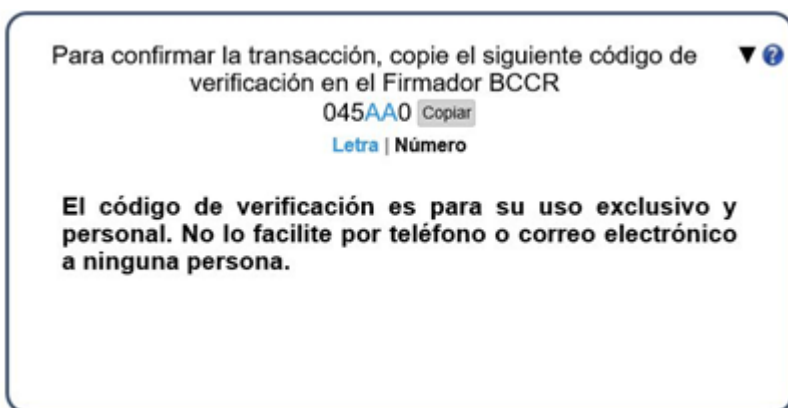 Para confirmar la transacción, copie el siguiente código de ▼ ?
verificación en el Firmador BCCR
045AA0 Copiar
Letra | Número
El código de verificación es para su uso exclusivo y
personal. No lo facilite por teléfono o correo electrónico
a ninguna persona.